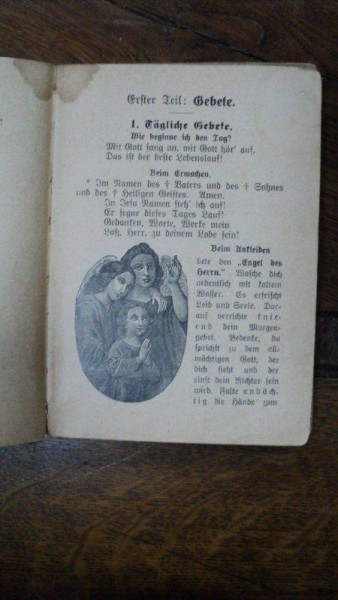 Erster Teil: Gebete.
1. Tägliche Gebete.
Wie beginne ich den Tag?
Mit Gott fang an, mit Gott hör' auf,
Das ist der beste Lebenslauf!
Beim Erwachen.
* Im Namen des † Vaters und des † Sohnes
und des † Heiligen Geistes. Amen.
In Jesu Namen steh' ich auf!
Er segne dieses Tages Lauf!
Gedanken, Worte, Werke mein
Laß, Herr, zu deinem Lobe sein!
Beim Ankleiden
bete den „Engel des
Herrn.“ Wasche dich
ordentlich mit kaltem
Wasser. Es erfrischt
Leib und Seele. Dar-
auf verrichte knie-
end dein Morgen-
gebet. Bedenke, du
sprichst zu dem all-
mächtigen Gott, der
dich sieht und der
einst dein Richter sein
wird. Falte andäch-
tig die Hände zum